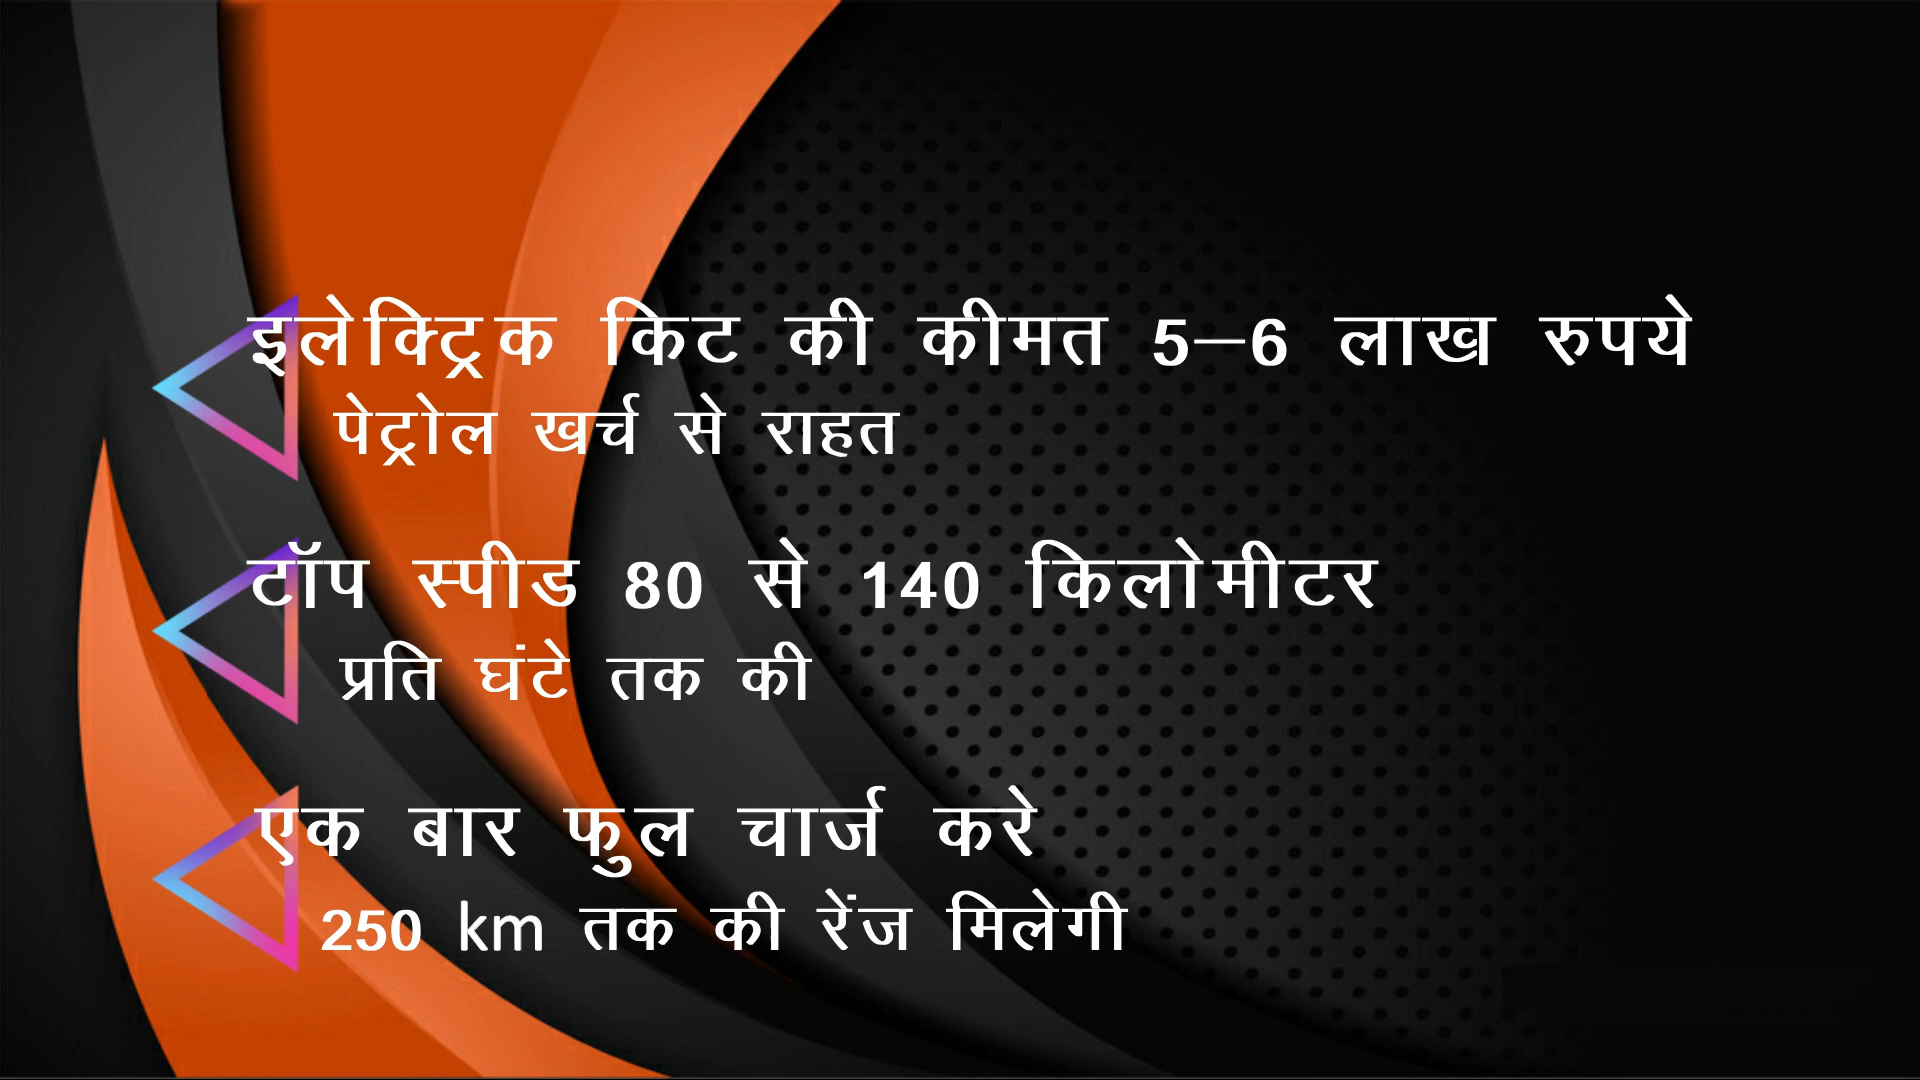 इलेक्ट्रिक किट की कीमत 5–6 लाख रुपये
पेट्रोल खर्च से राहत
टॉप स्पीड 80 से 140 किलोमीटर
प्रति घंटे तक की
एक बार फुल चार्ज करे
250 km तक की रेंज मिलेगी